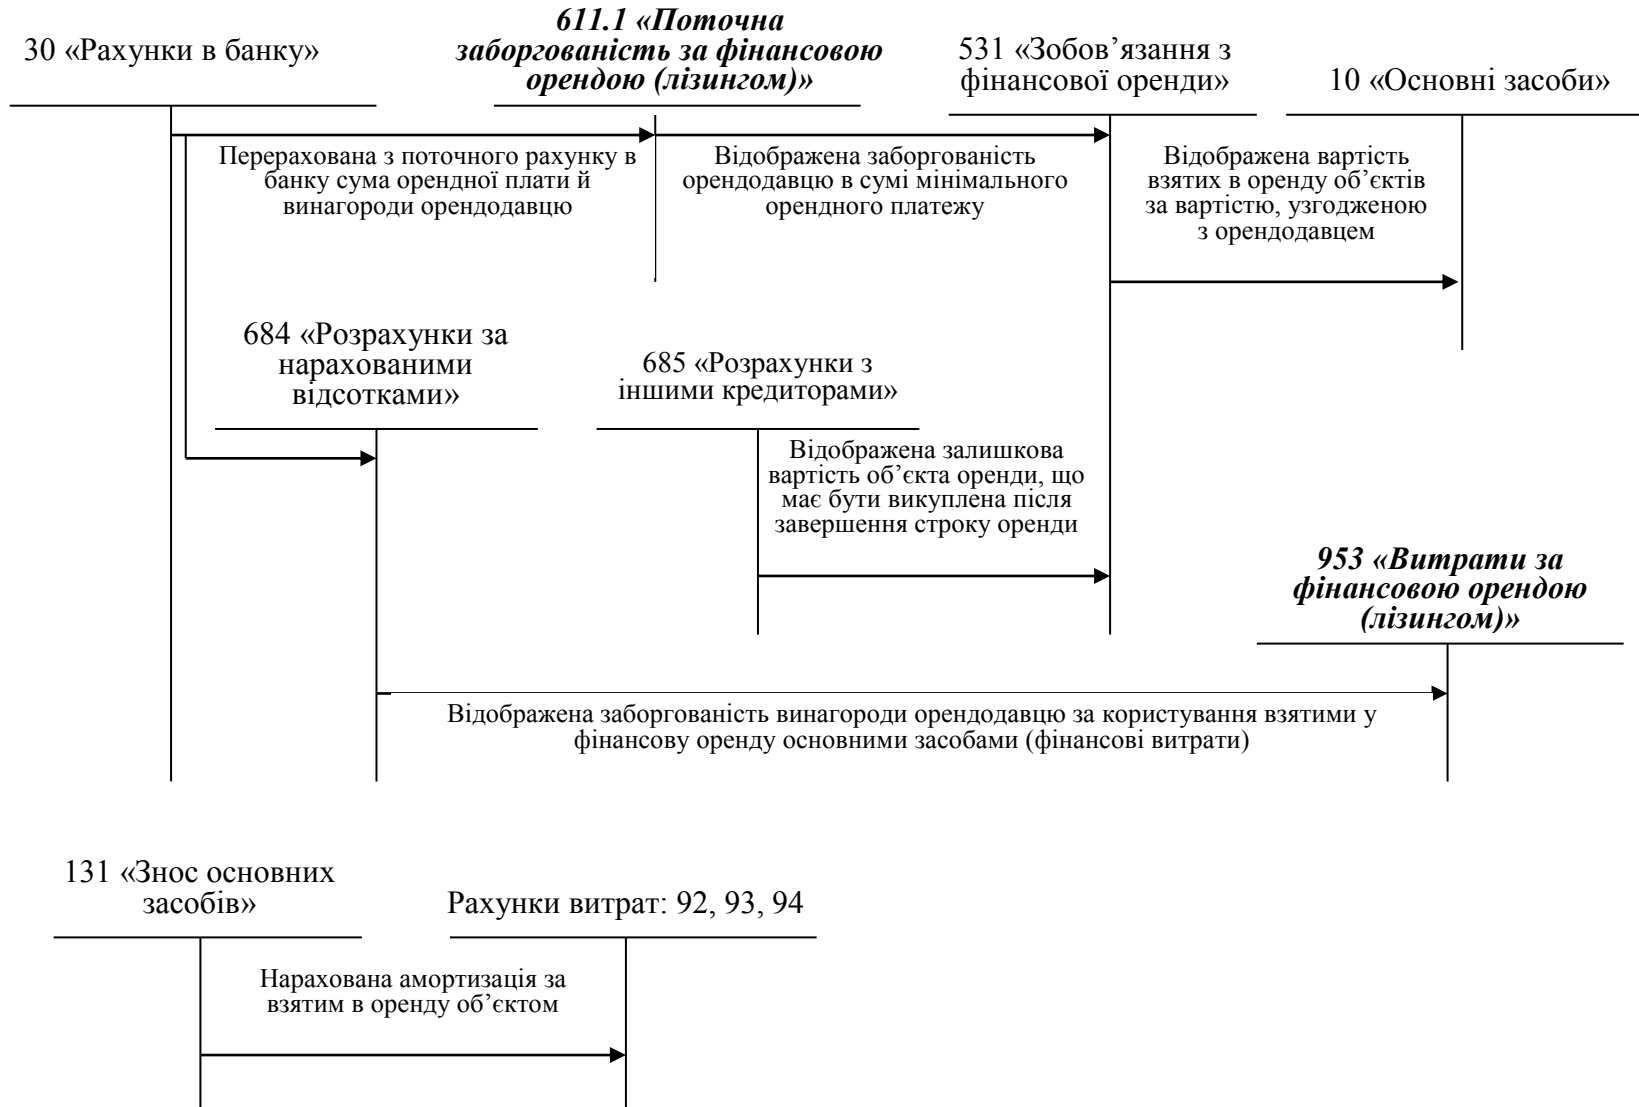 30 «Рахунки в банку»
611.1 «Поточна
заборгованість за фінансовою
орендою (лізингом)»
531 «Зобов’язання з
фінансової оренди»
10 «Основні засоби»
Перерахована з поточного рахунку в
банку сума орендної плати й
винагороди орендодавцю
Відображена заборгованість
орендодавцю в сумі мінімального
орендного платежу
Відображена вартість
взятих в оренду об’єктів
за вартістю, узгодженою
з орендодавцем
684 «Розрахунки за
нарахованими
відсотками»
685 «Розрахунки з
іншими кредиторами»
Відображена залишкова
вартість об’єкта оренди, що
має бути викуплена після
завершення строку оренди
953 «Витрати за
фінансовою орендою
(лізингом)»
Відображена заборгованість винагороди орендодавцю за користування взятими у
фінансову оренду основними засобами (фінансові витрати)
131 «Знос основних
засобів»
Рахунки витрат: 92, 93, 94
Нарахована амортизація за
взятим в оренду об’єктом